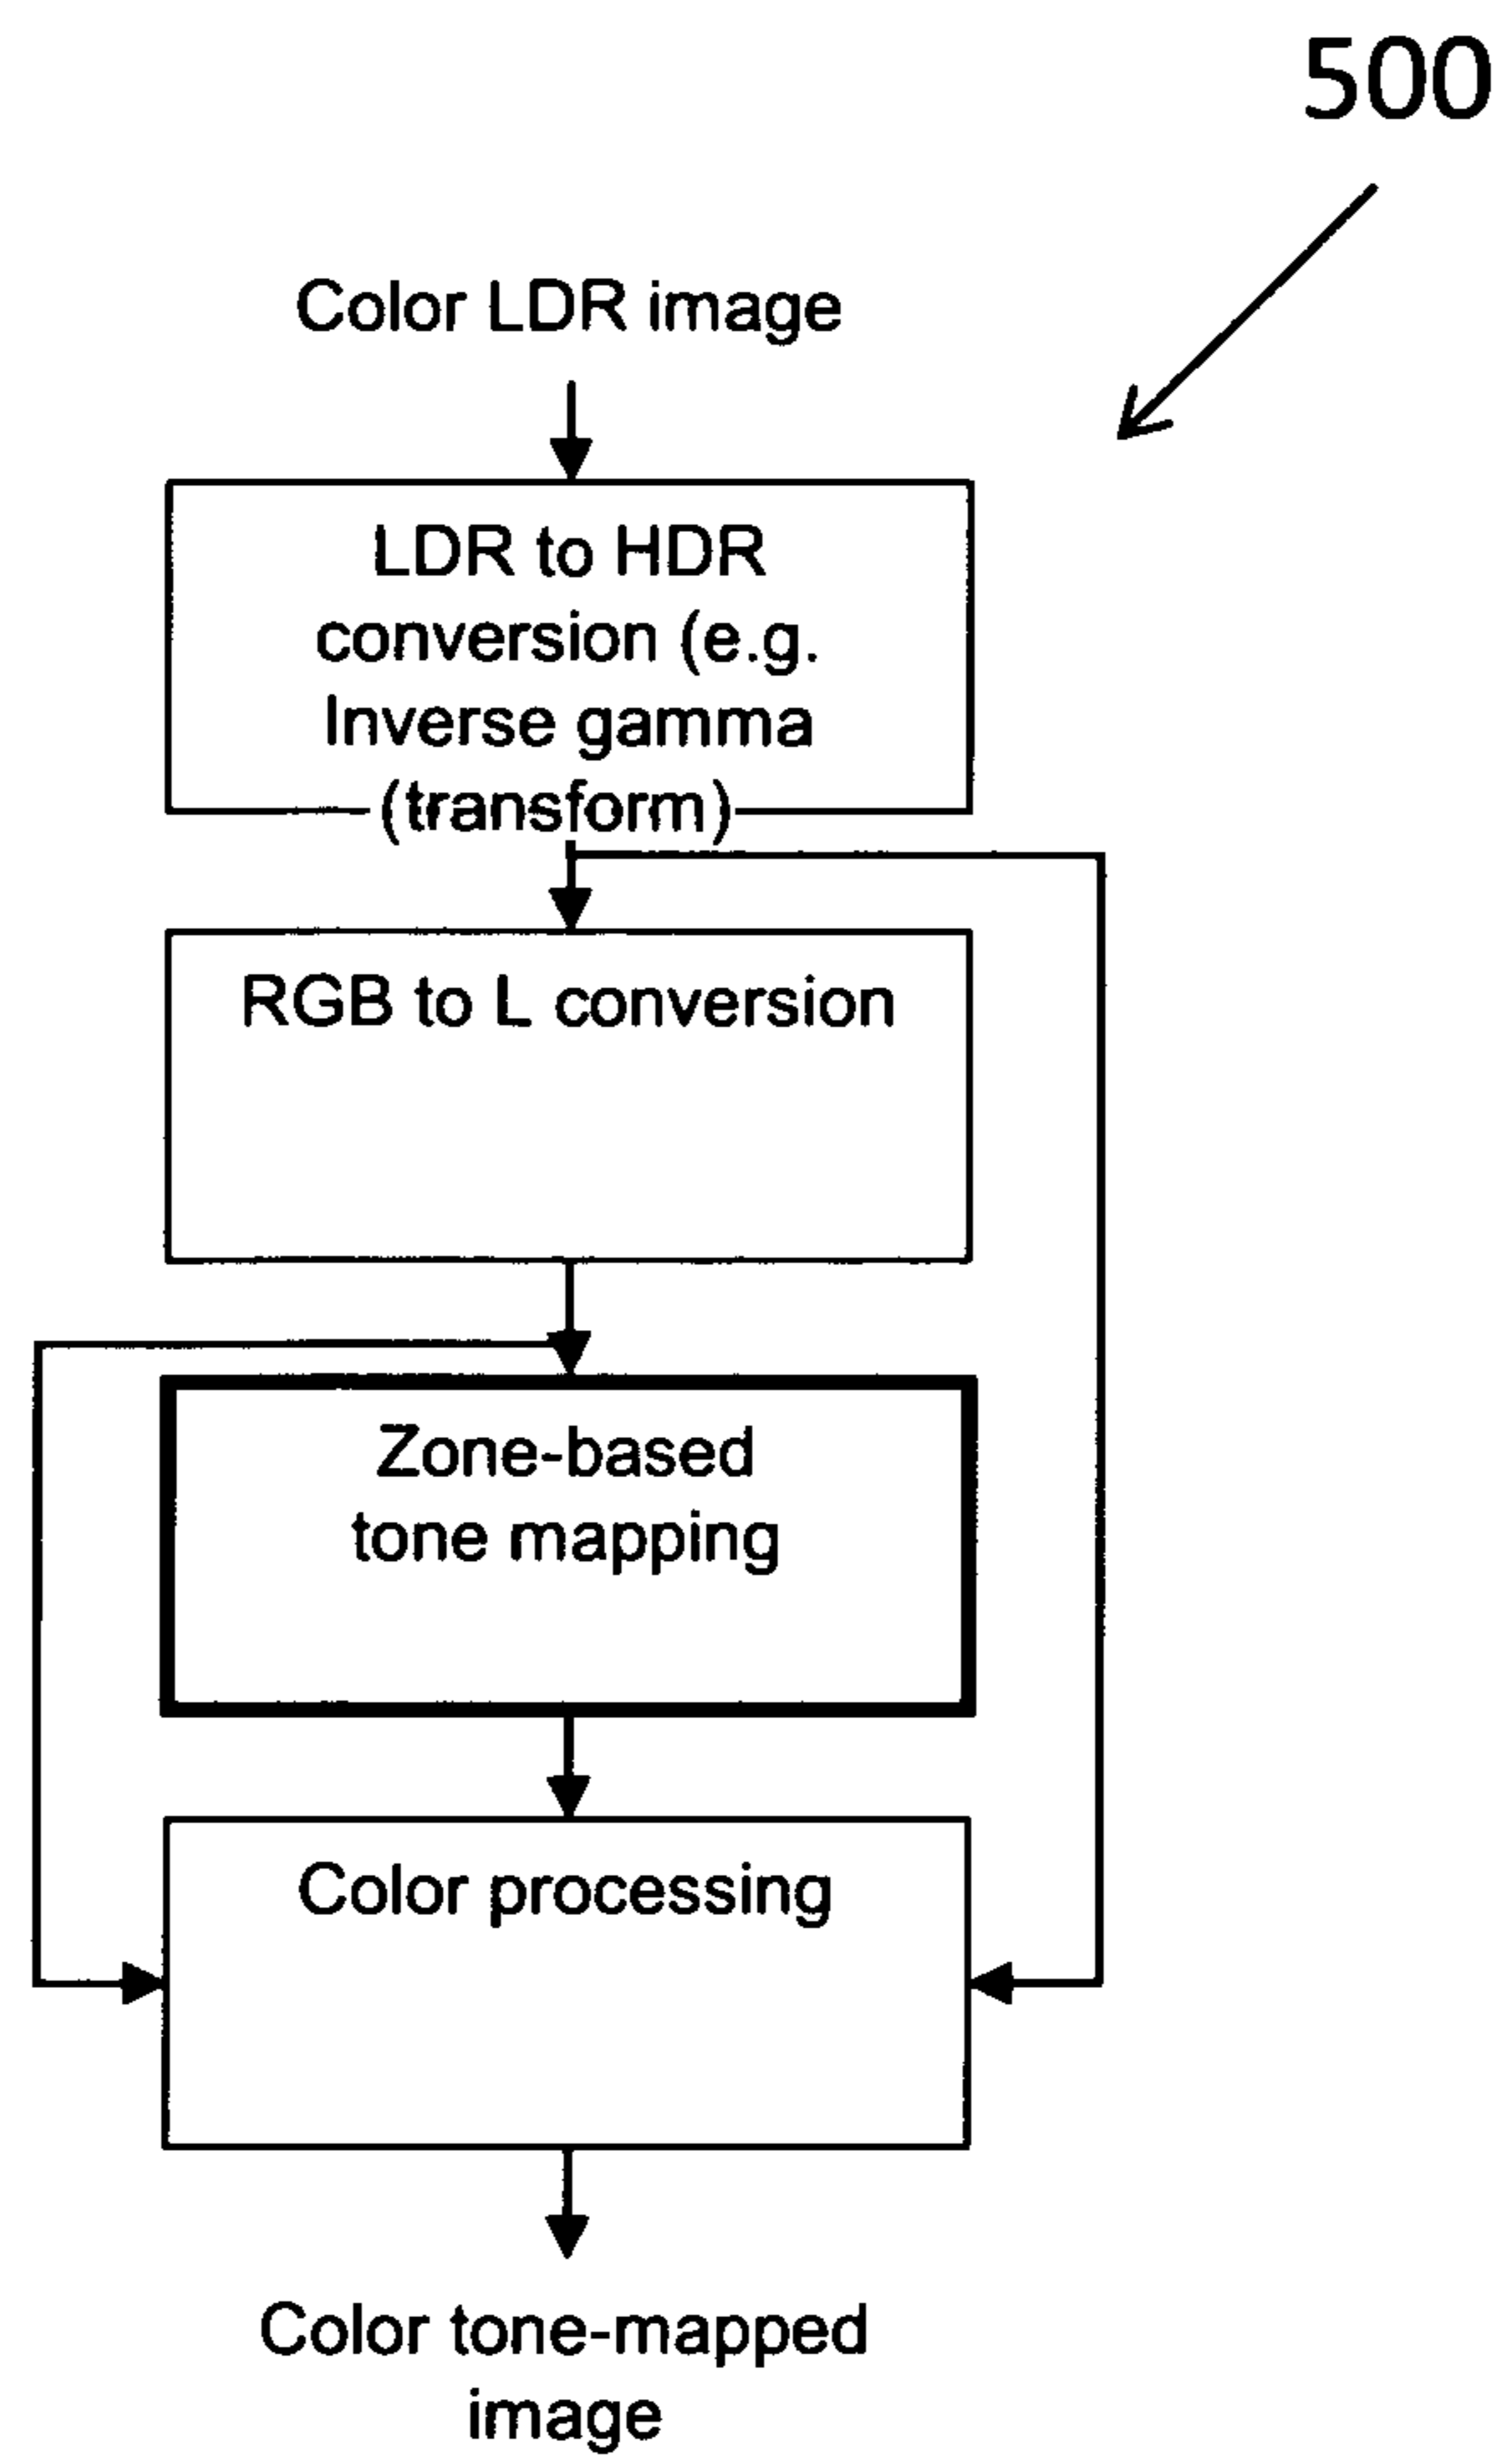 500
Color LDR image
LDR to HDR
conversion (e.g.
Inverse gamma
(transform)
RGB to L conversion
Zone-based
tone mapping
Color processing
Color tone-mapped
image